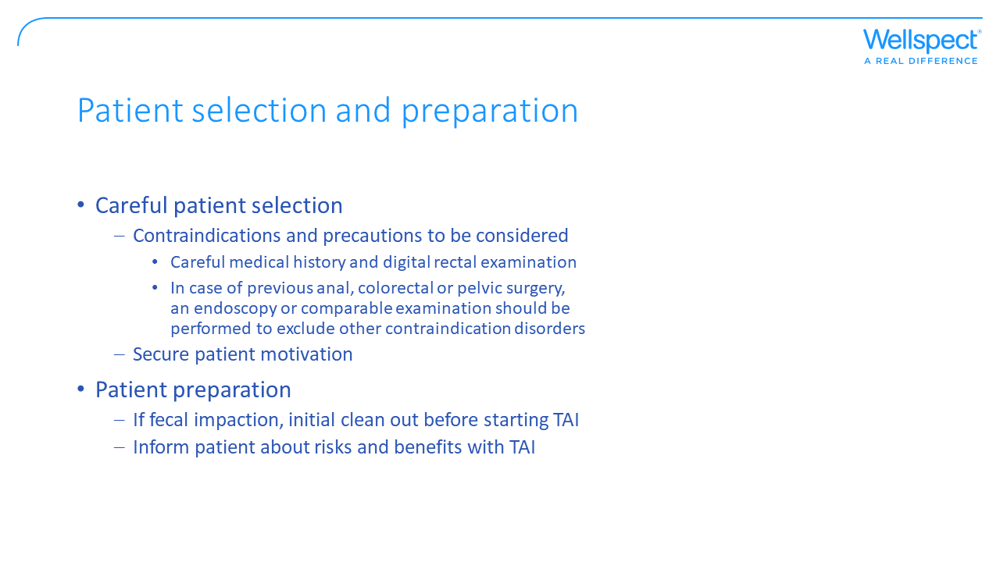 Wellspect®
A REAL DIFFERENCE
Patient selection and preparation
• Careful patient selection
– Contraindications and precautions to be considered
• Careful medical history and digital rectal examination
• In case of previous anal, colorectal or pelvic surgery,
an endoscopy or comparable examination should be
performed to exclude other contraindication disorders
– Secure patient motivation
• Patient preparation
– If fecal impaction, initial clean out before starting TAI
– Inform patient about risks and benefits with TAI